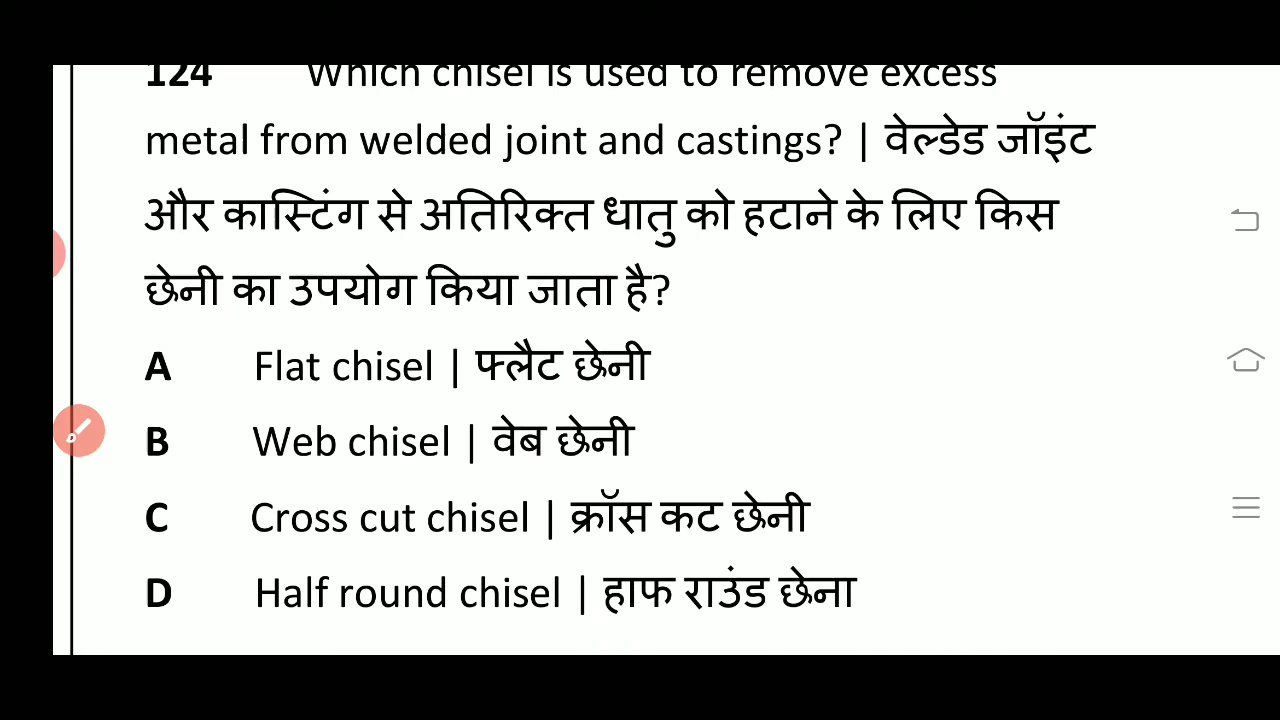 124 Which chisel is used to remove excess
metal from welded joint and castings? | वेल्डेड जॉइंट
और कास्टिंग से अतिरिक्त धातु को हटाने के लिए किस
छेनी का उपयोग किया जाता है?
A Flat chisel | फ्लैट छेनी
B Web chisel | वेब छेनी
C Cross cut chisel | क्रॉस कट छेनी
D Half round chisel | हाफ राउंड छेना